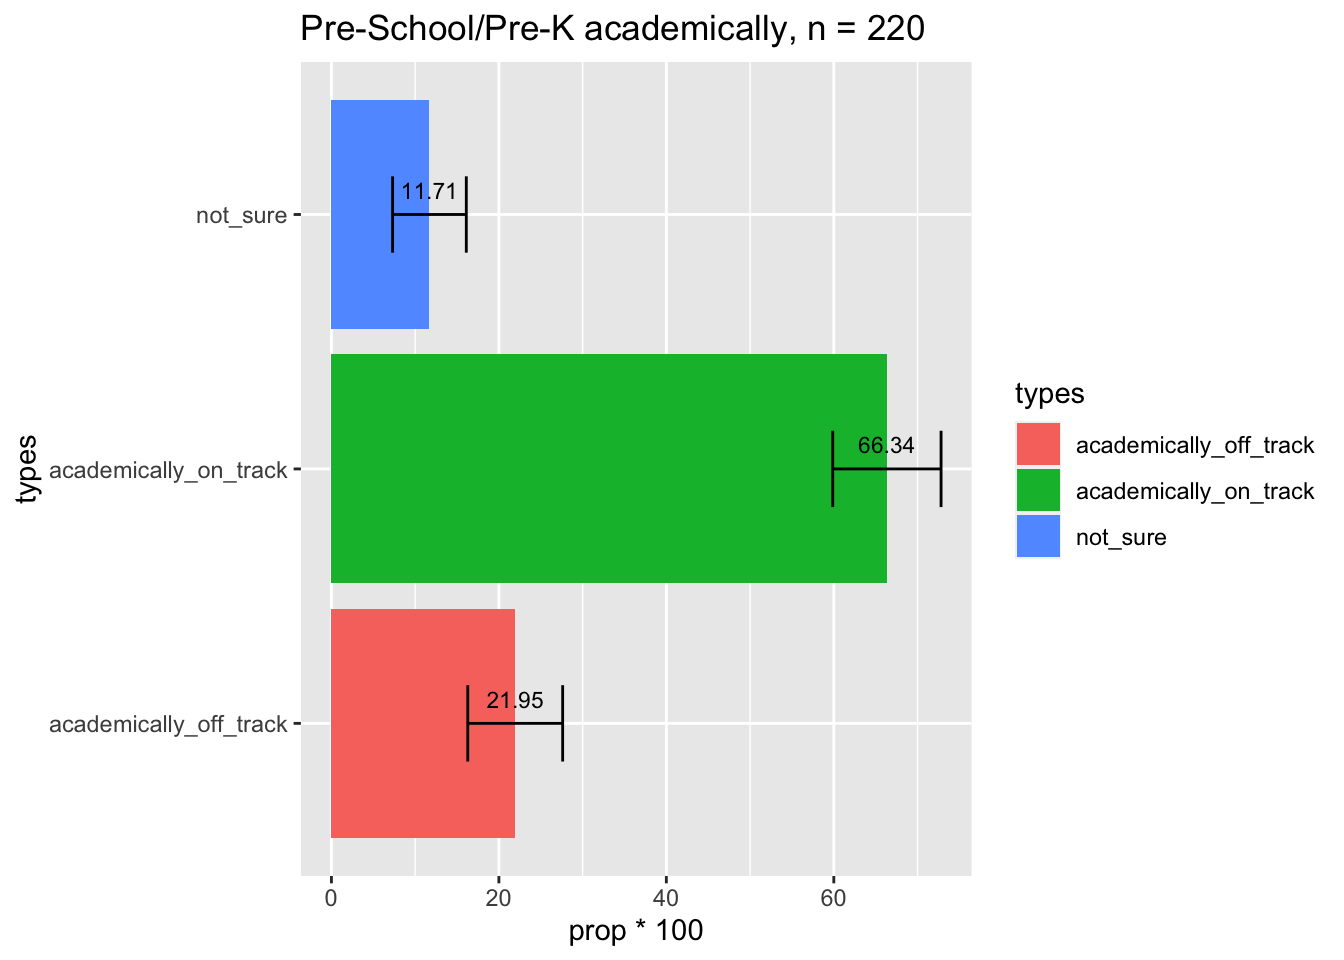 Pre-School/Pre-K academically, n = 220
types
not_sure
11.71
academically_on_track
66.34
academically_off_track
21.95
0 20 40 60
prop * 100
types
academically_off_track
academically_on_track
not_sure